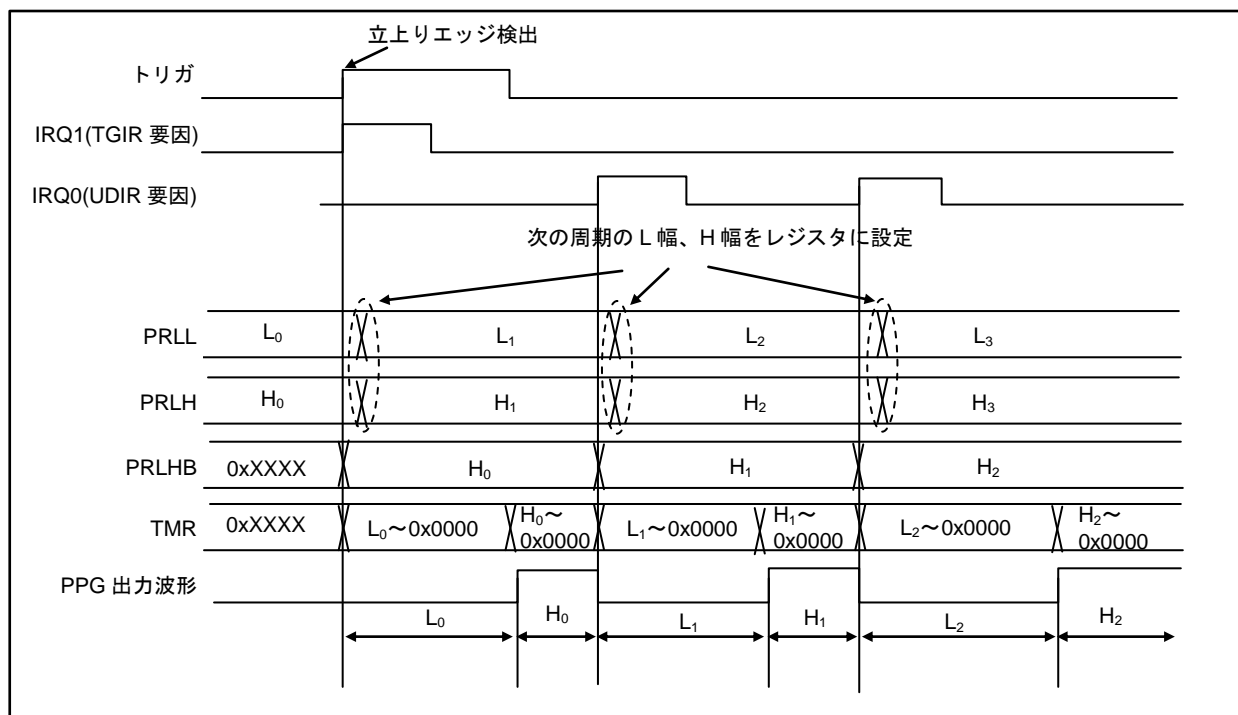 立上りエッジ検出
トリガ
IRQ1(TGIR 要因)
IRQ0(UDIR 要因)
次の周期の L 幅、H 幅をレジスタに設定
PRLL L₀ L₁ L₂ L₃
PRLH H₀ H₁ H₂ H₃
PRLHB 0xXXXX H₀ H₁ H₂
TMR 0xXXXX L₀～0x0000 H₀～0x0000 L₁～0x0000 H₁～0x0000 L₂～0x0000 H₂～0x0000
PPG 出力波形
L₀ H₀ L₁ H₁ L₂ H₂